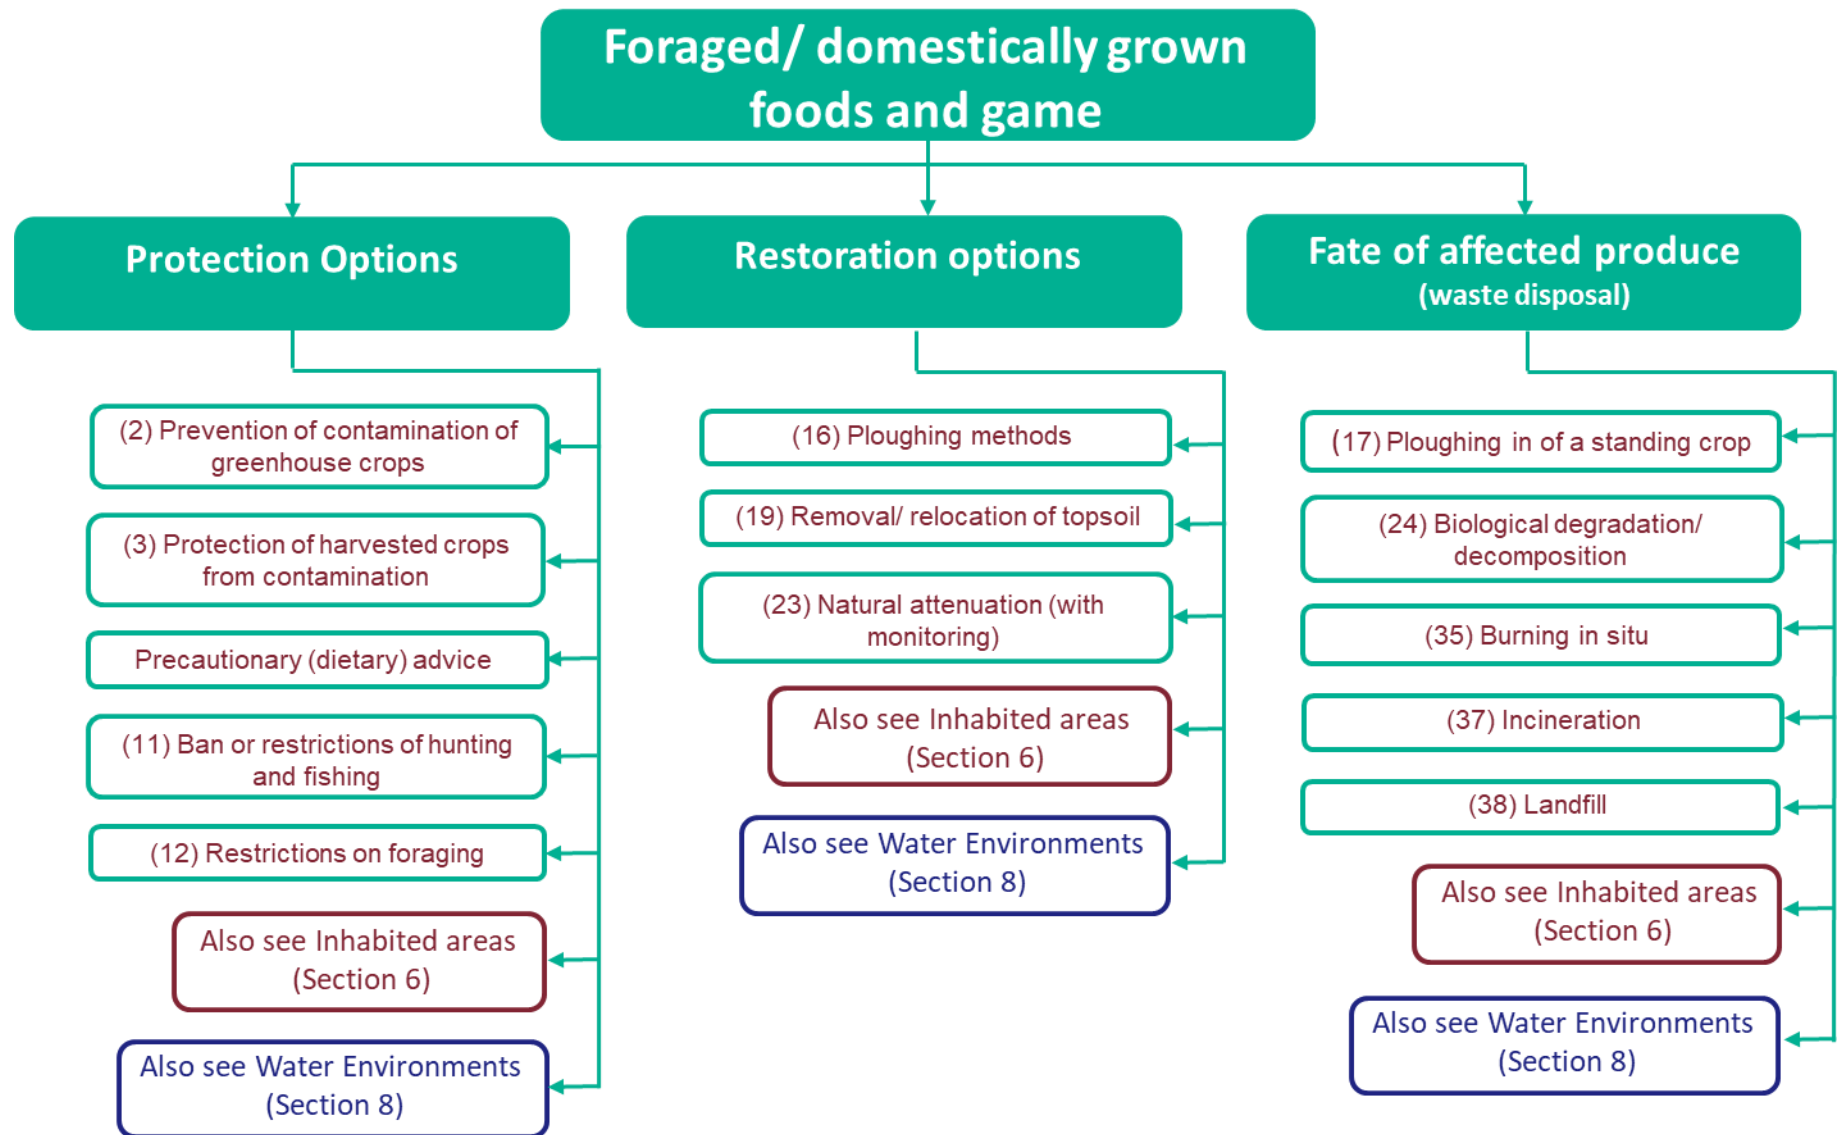 Foraged/ domestically grown
foods and game
Protection Options
(2) Prevention of contamination of
greenhouse crops
(3) Protection of harvested crops
from contamination
Precautionary (dietary) advice
(11) Ban or restrictions of hunting
and fishing
(12) Restrictions on foraging
Also see Inhabited areas
(Section 6)
Also see Water Environments
(Section 8)
Restoration options
(16) Ploughing methods
(19) Removal/ relocation of topsoil
(23) Natural attenuation (with
monitoring)
Also see Inhabited areas
(Section 6)
Also see Water Environments
(Section 8)
Fate of affected produce
(waste disposal)
(17) Ploughing in of a standing crop
(24) Biological degradation/
decomposition
(35) Burning in situ
(37) Incineration
(38) Landfill
Also see Inhabited areas
(Section 6)
Also see Water Environments
(Section 8)